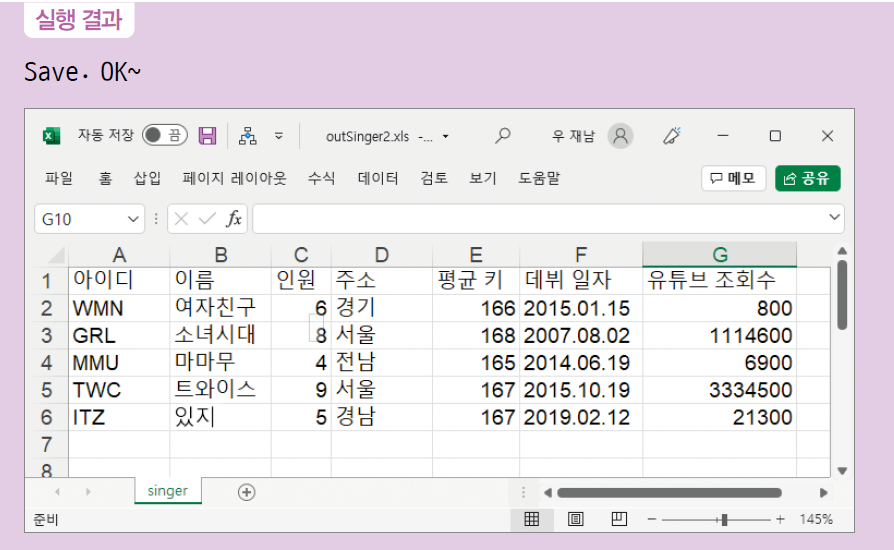 실행 결과
Save. OK~
자동 저장 끔 outSinger2.xls -... 우 재남
파일 홈 삽입 페이지 레이아웃 수식 데이터 검토 보기 도움말 메모 공유
G10 fx
A B C D E F G
1 아이디 이름 인원 주소 평균 키 데뷔 일자 유튜브 조회수
2 WMN 여자친구 6 경기 166 2015.01.15 800
3 GRL 소녀시대 8 서울 168 2007.08.02 1114600
4 MMU 마마무 4 전남 165 2014.06.19 6900
5 TWC 트와이스 9 서울 167 2015.10.19 3334500
6 ITZ 있지 5 경남 167 2019.02.12 21300
7
8
singer
준비 145%